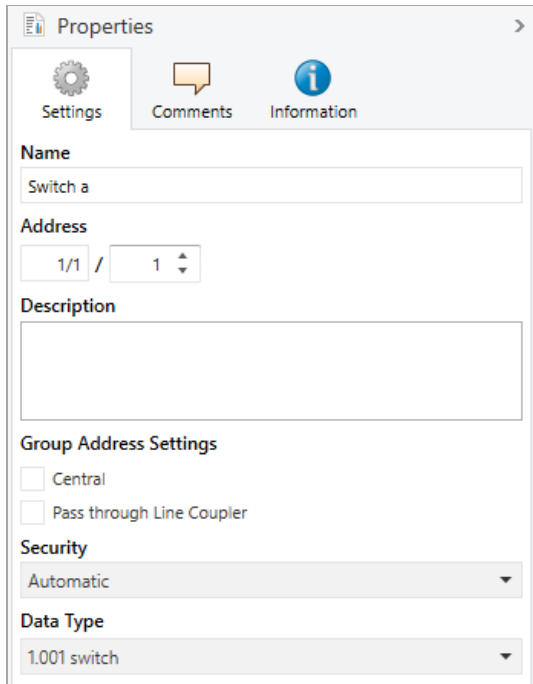 Properties
Settings Comments Information
Name
Switch a
Address
1/1 / 1
Description
Group Address Settings
Central
Pass through Line Coupler
Security
Automatic
Data Type
1.001 switch